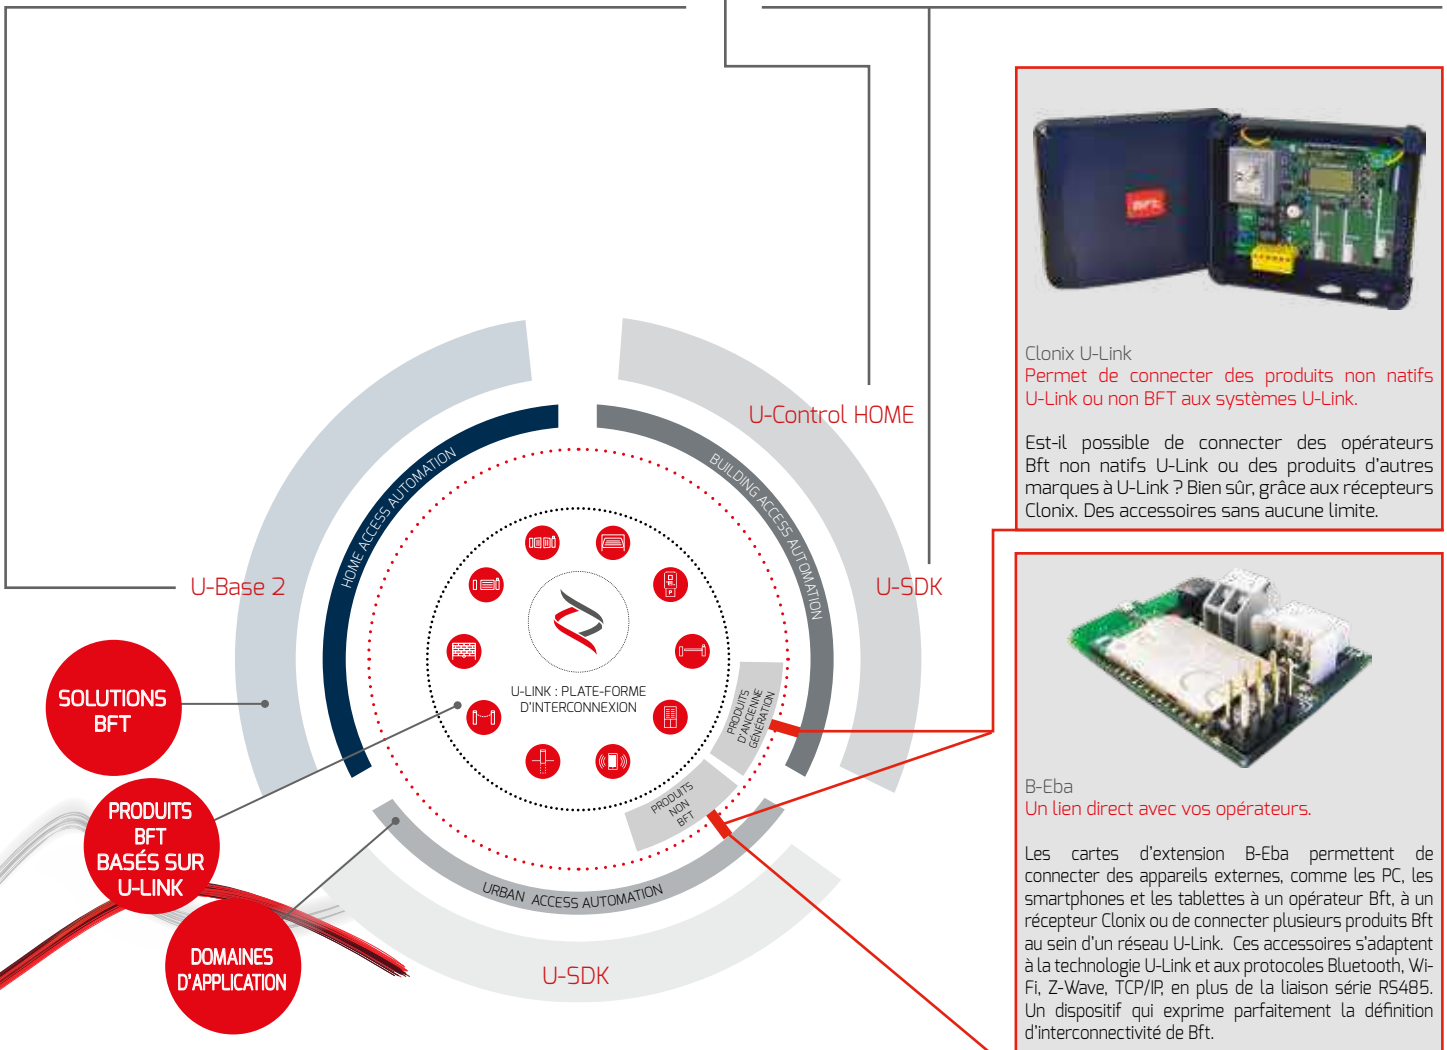 Clonix U-Link
Permet de connecter des produits non natifs
U-Link ou non BFT aux systèmes U-Link.
Est-il possible de connecter des opérateurs
Bft non natifs U-Link ou des produits d'autres
marques à U-Link ? Bien sûr, grâce aux récepteurs
Clonix. Des accessoires sans aucune limite.
U-Control HOME
HOME ACCESS AUTOMATION
BUILDING ACCESS AUTOMATION
U-Base 2
U-SDK
P
U-LINK : PLATE-FORME
D'INTERCONNEXION
SOLUTIONS
BFT
PRODUITS
D'ANCIENNE
GÉNÉRATION
PRODUITS
NON
BFT
PRODUITS
BFT
BASÉS SUR
U-LINK
URBAN ACCESS AUTOMATION
DOMAINES
D'APPLICATION
U-SDK
BFT
B-Eba
Un lien direct avec vos opérateurs.
Les cartes d'extension B-Eba permettent de
connecter des appareils externes, comme les PC, les
smartphones et les tablettes à un opérateur Bft, à un
récepteur Clonix ou de connecter plusieurs produits Bft
au sein d'un réseau U-Link. Ces accessoires s'adaptent
à la technologie U-Link et aux protocoles Bluetooth, Wi-
Fi, Z-Wave, TCP/IP, en plus de la liaison série RS485.
Un dispositif qui exprime parfaitement la définition
d'interconnectivité de Bft.